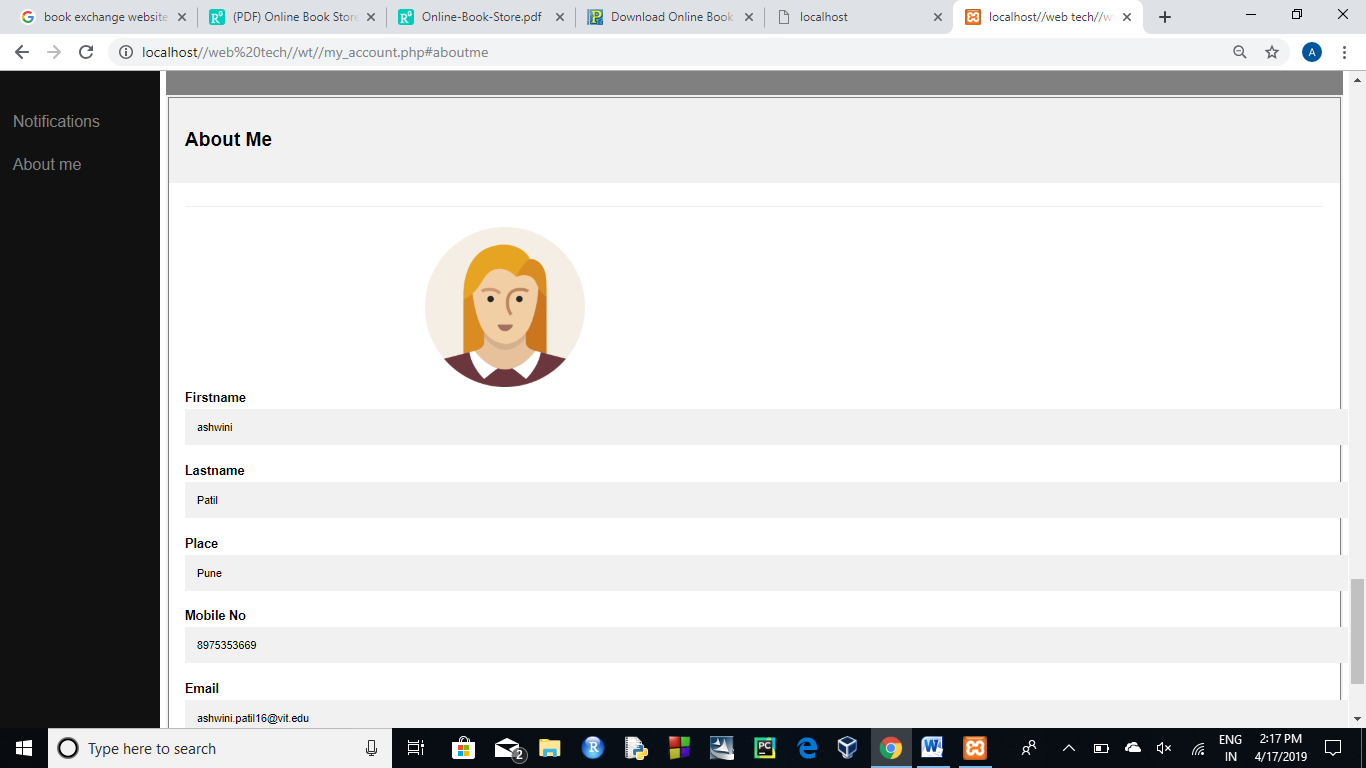 book exchange website
(PDF) Online Book Store
Online-Book-Store.pdf
Download Online Book
localhost
localhost//web tech//w
localhost//web%20tech//wt//my_account.php#aboutme
A
Notifications
About me
About Me
Firstname
ashwini
Lastname
Patil
Place
Pune
Mobile No
8975353669
Email
ashwini.patil16@vit.edu
Type here to search
2
ENG
IN
2:17 PM
4/17/2019